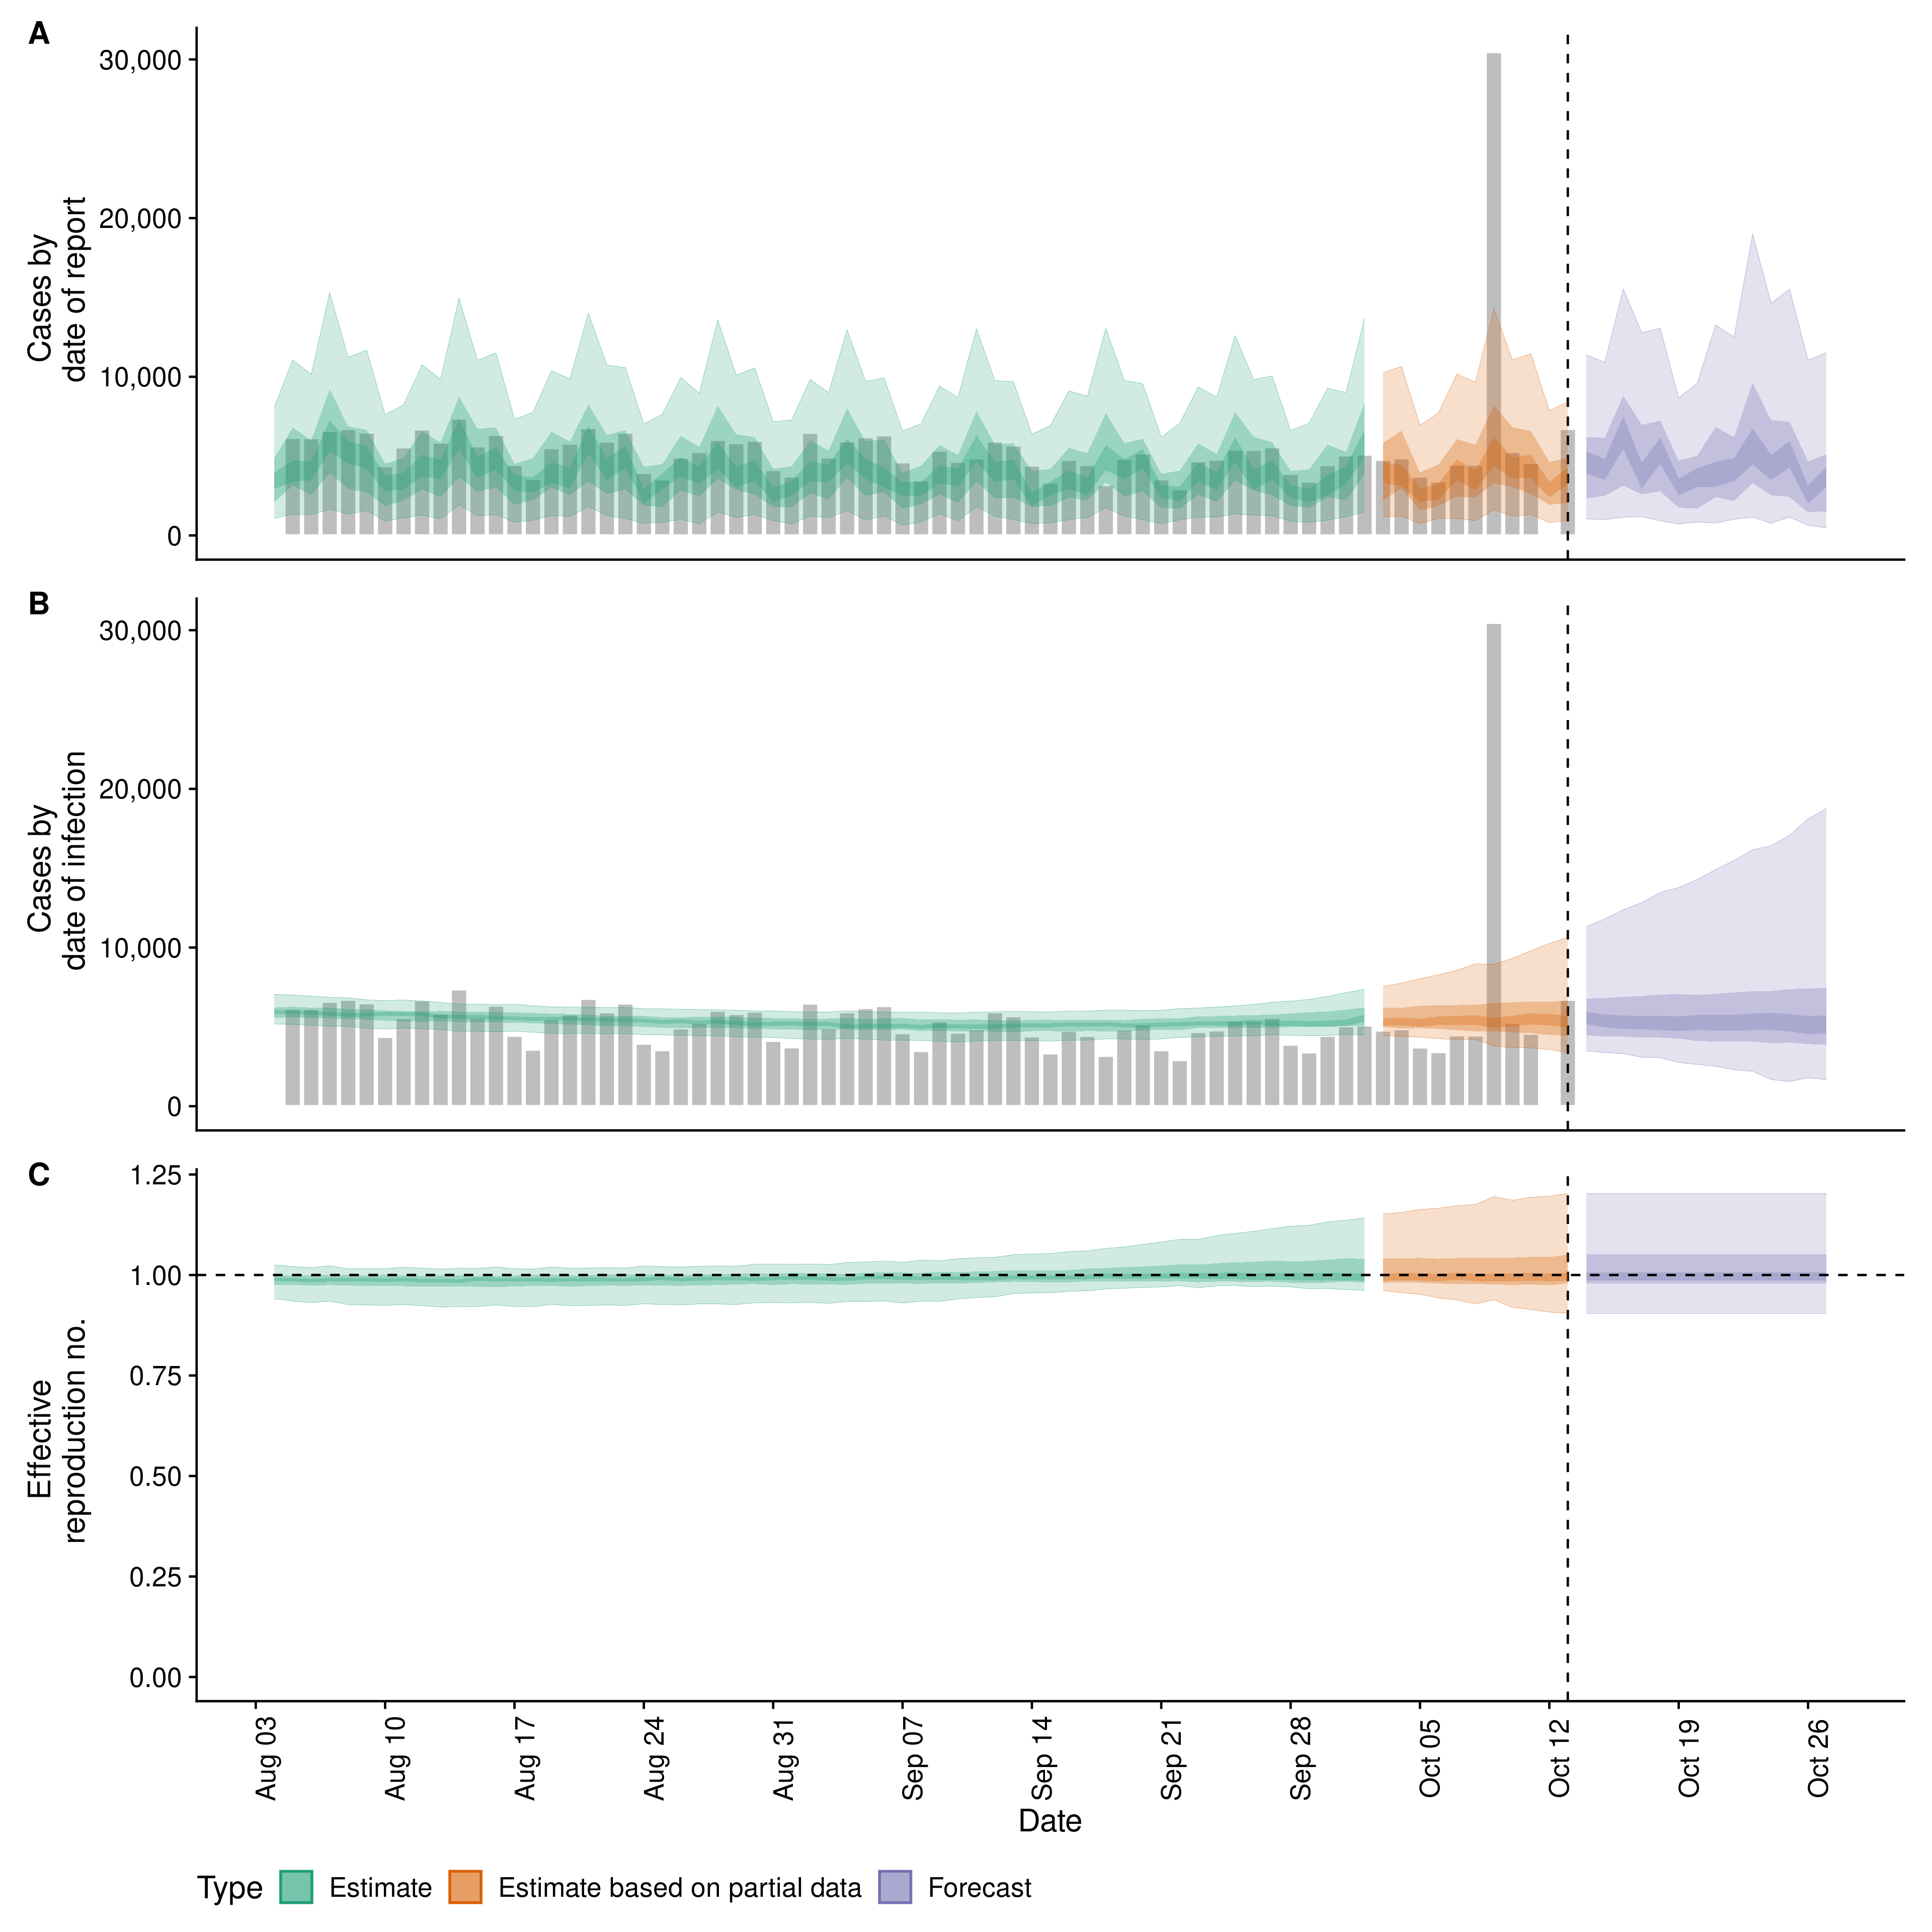 A
30,000
20,000
10,000
0
Cases by
date of report
B
30,000
20,000
10,000
0
Cases by
date of infection
C
1.25
1.00
0.75
0.50
0.25
0.00
Effective
reproduction no.
Aug 03
Aug 10
Aug 17
Aug 24
Aug 31
Sep 07
Sep 14
Sep 21
Sep 28
Oct 05
Oct 12
Oct 19
Oct 26
Date
Type Estimate Estimate based on partial data Forecast